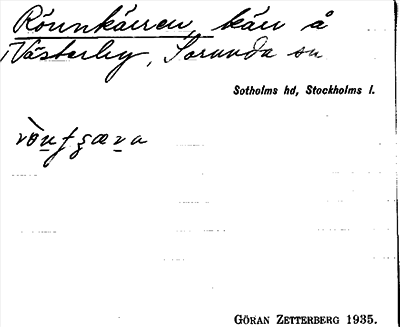 Rönnkärren, kärr å
Västerby, Sorunda sn
Sotholms hd, Stockholms l.
GÖRAN ZETTERBERG 1935.